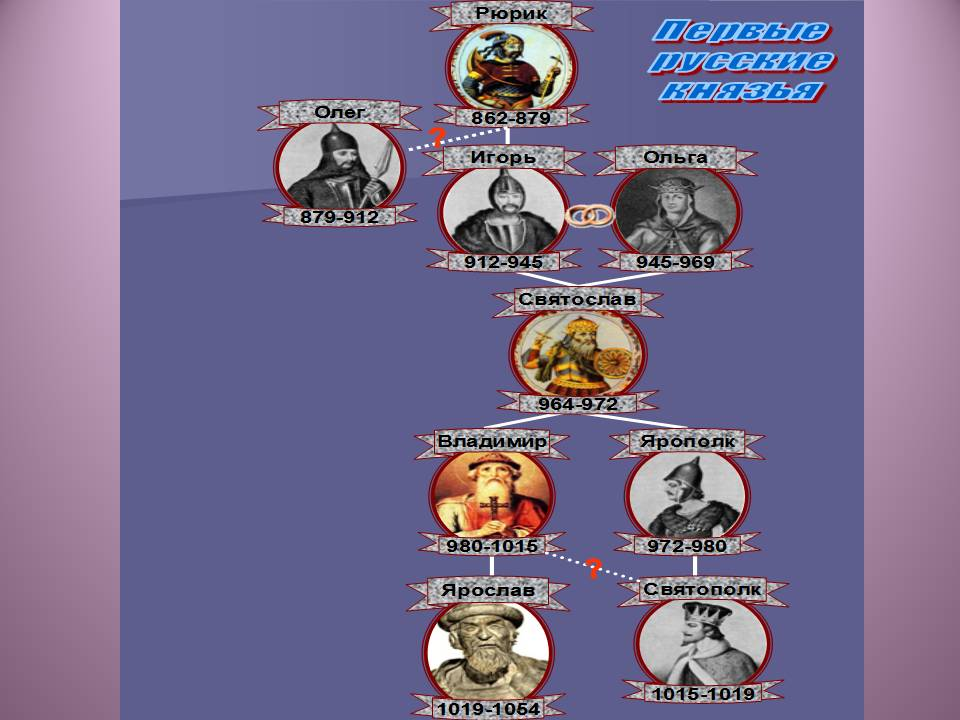 Первые
русские
князья
Рюрик
862-879
Олег
879-912
?
Игорь
912-945
Ольга
945-969
Святослав
964-972
Владимир
980-1015
Ярополк
972-980
?
Ярослав
1019-1054
Святополк
1015-1019